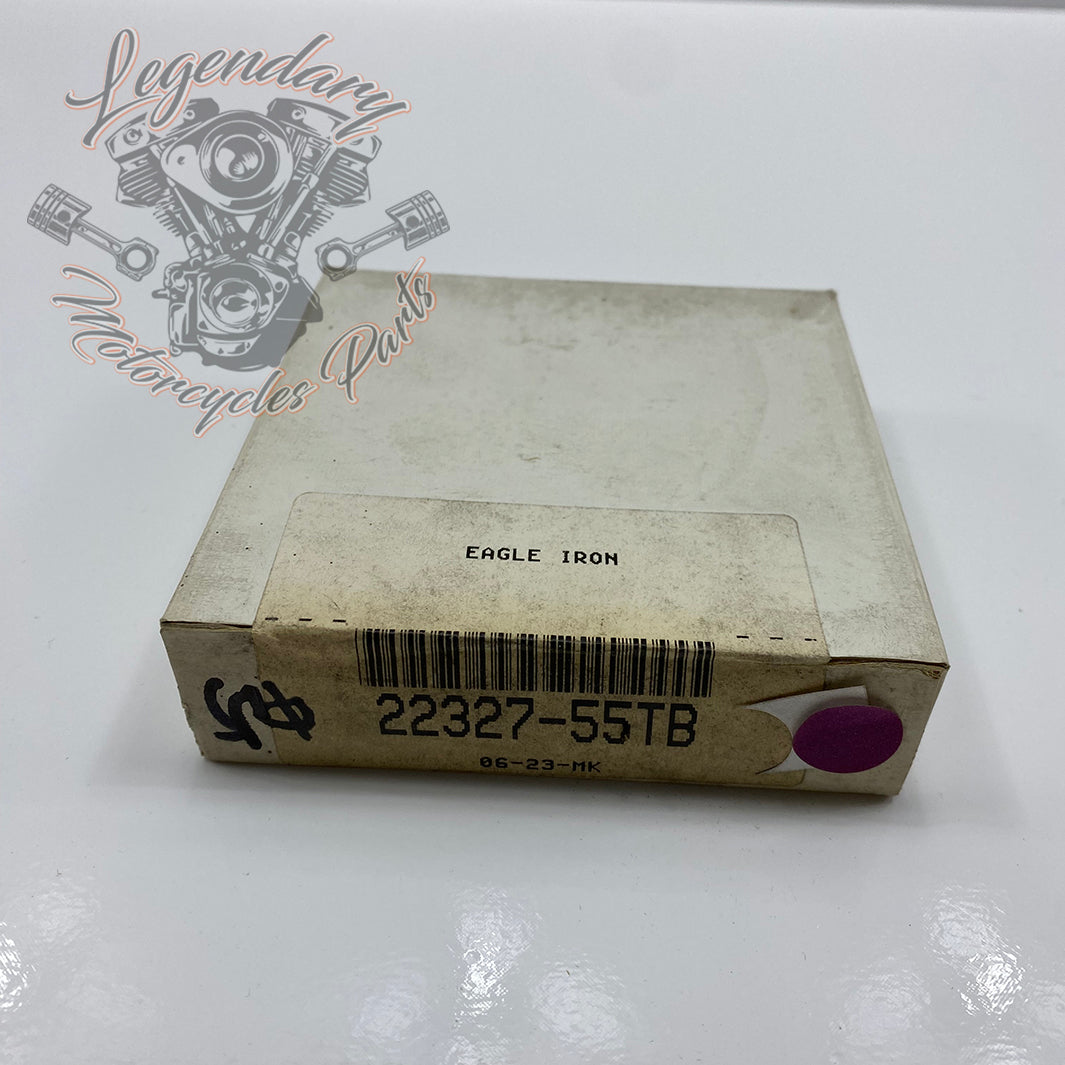 Legendary
Motorcycles Parts
EAGLE IRON
22327-55TB
06-23-MK